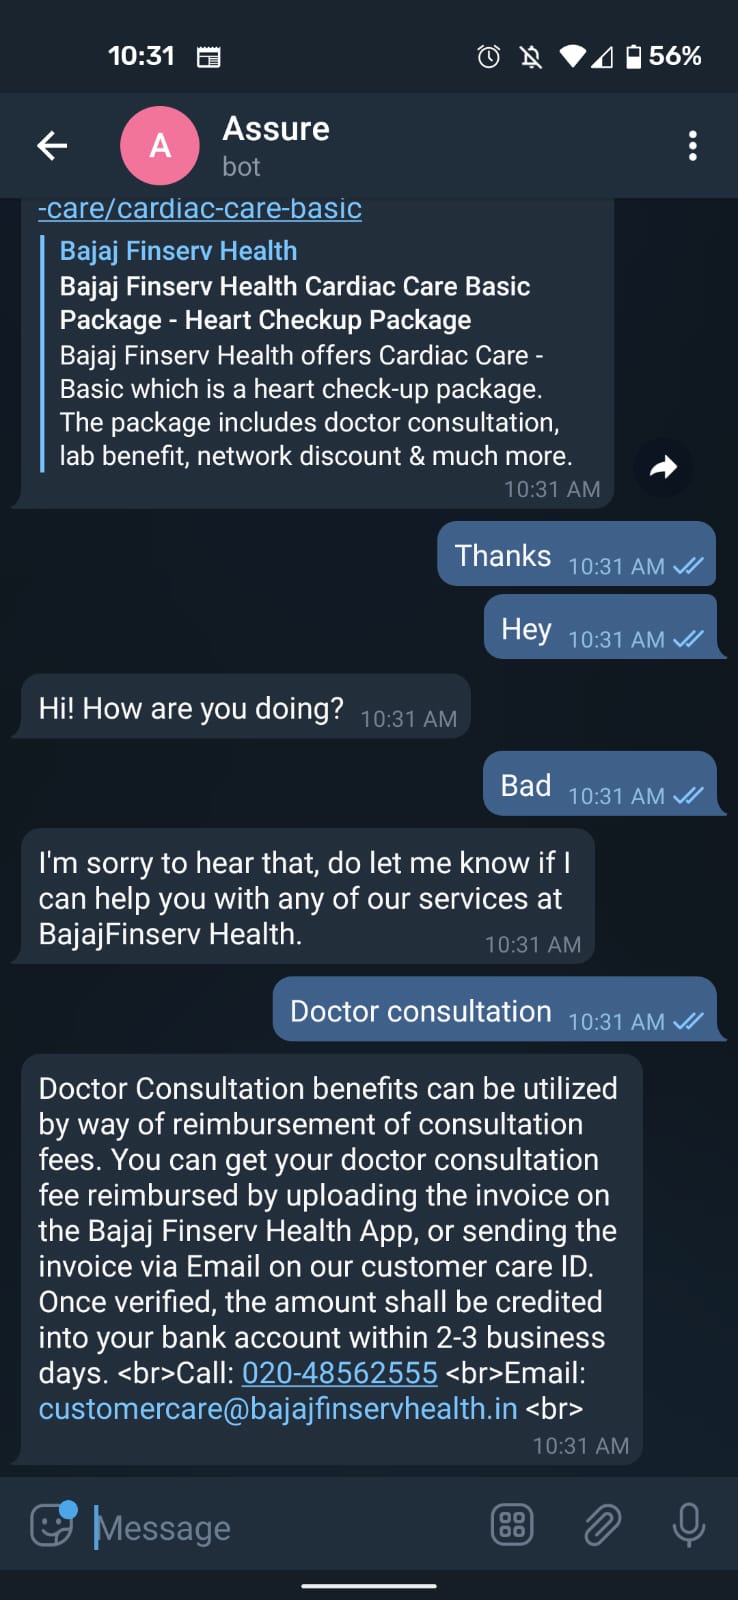 10:31
56%
A
Assure
bot
-care/cardiac-care-basic
Bajaj Finserv Health
Bajaj Finserv Health Cardiac Care Basic
Package - Heart Checkup Package
Bajaj Finserv Health offers Cardiac Care -
Basic which is a heart check-up package.
The package includes doctor consultation,
lab benefit, network discount & much more.
10:31 AM
Thanks 10:31 AM
Hey 10:31 AM
Hi! How are you doing? 10:31 AM
Bad 10:31 AM
I'm sorry to hear that, do let me know if I
can help you with any of our services at
BajajFinserv Health. 10:31 AM
Doctor consultation 10:31 AM
Doctor Consultation benefits can be utilized
by way of reimbursement of consultation
fees. You can get your doctor consultation
fee reimbursed by uploading the invoice on
the Bajaj Finserv Health App, or sending the
invoice via Email on our customer care ID.
Once verified, the amount shall be credited
into your bank account within 2-3 business
days. <br>Call: 020-48562555 <br>Email:
customercare@bajajfinservhealth.in <br>
10:31 AM
Message